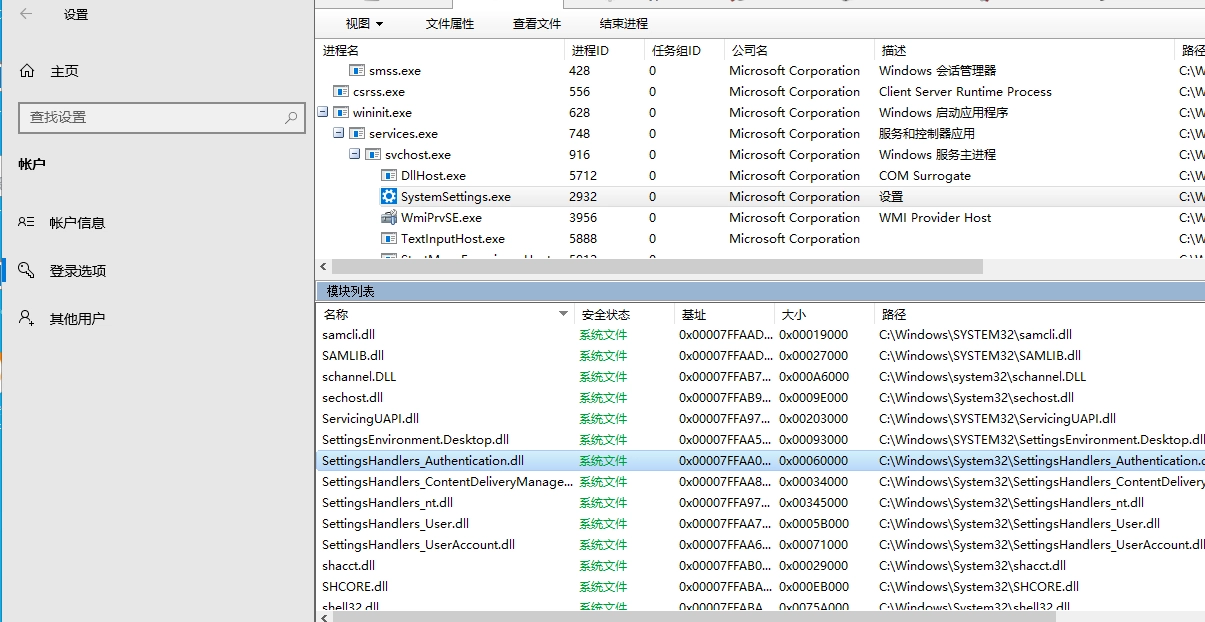 设置
主页
查找设置
帐户
帐户信息
登录选项
其他用户
视图 文件属性 查看文件 结束进程
进程名 进程ID 任务组ID 公司名 描述 路径
smss.exe 428 0 Microsoft Corporation Windows 会话管理器 C:\W
csrss.exe 556 0 Microsoft Corporation Client Server Runtime Process C:\W
wininit.exe 628 0 Microsoft Corporation Windows 启动应用程序 C:\W
services.exe 748 0 Microsoft Corporation 服务和控制器应用 C:\W
svchost.exe 916 0 Microsoft Corporation Windows 服务主进程 C:\W
DllHost.exe 5712 0 Microsoft Corporation COM Surrogate C:\W
SystemSettings.exe 2932 0 Microsoft Corporation 设置 C:\W
WmiPrvSE.exe 3956 0 Microsoft Corporation WMI Provider Host C:\W
TextInputHost.exe 5888 0 Microsoft Corporation C:\W
模块列表
名称 安全状态 基址 大小 路径
samcli.dll 系统文件 0x00007FFAAD... 0x00019000 C:\Windows\SYSTEM32\samcli.dll
SAMLIB.dll 系统文件 0x00007FFAAD... 0x00027000 C:\Windows\SYSTEM32\SAMLIB.dll
schannel.DLL 系统文件 0x00007FFAB7... 0x000A6000 C:\Windows\system32\schannel.DLL
sechost.dll 系统文件 0x00007FFAB9... 0x0009E000 C:\Windows\System32\sechost.dll
ServicingUAPI.dll 系统文件 0x00007FFA97... 0x00203000 C:\Windows\SYSTEM32\ServicingUAPI.dll
SettingsEnvironment.Desktop.dll 系统文件 0x00007FFAA5... 0x00093000 C:\Windows\SYSTEM32\SettingsEnvironment.Desktop.dll
SettingsHandlers_Authentication.dll 系统文件 0x00007FFAA0... 0x00060000 C:\Windows\System32\SettingsHandlers_Authentication.d
SettingsHandlers_ContentDeliveryManage... 系统文件 0x00007FFAA8... 0x00034000 C:\Windows\System32\SettingsHandlers_ContentDelivery
SettingsHandlers_nt.dll 系统文件 0x00007FFA97... 0x00345000 C:\Windows\System32\SettingsHandlers_nt.dll
SettingsHandlers_User.dll 系统文件 0x00007FFAA7... 0x0005B000 C:\Windows\System32\SettingsHandlers_User.dll
SettingsHandlers_UserAccount.dll 系统文件 0x00007FFAA6... 0x00071000 C:\Windows\System32\SettingsHandlers_UserAccount.dll
shacct.dll 系统文件 0x00007FFAB0... 0x00029000 C:\Windows\System32\shacct.dll
SHCORE.dll 系统文件 0x00007FFABA... 0x000EB000 C:\Windows\System32\SHCORE.dll
shell32.dll 系统文件 0x00007FFABA... 0x0075A000 C:\Windows\System32\shell32.dll